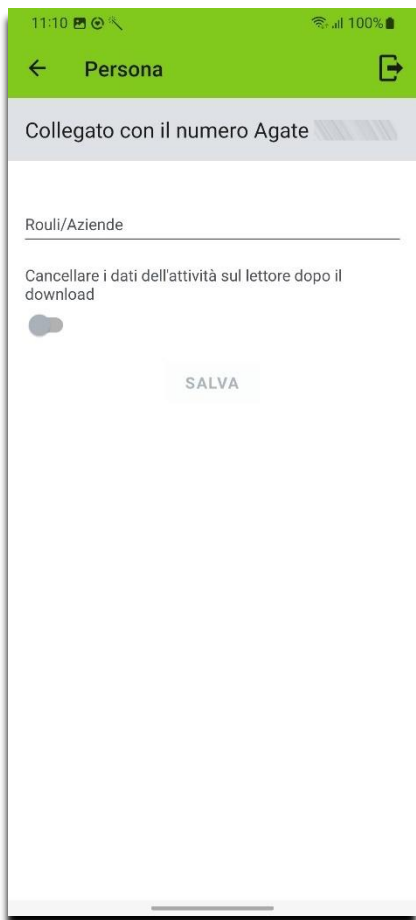 11:10 100%
Persona
Collegato con il numero Agate
Rouli/Aziende
Cancellare i dati dell'attività sul lettore dopo il
download
SALVA